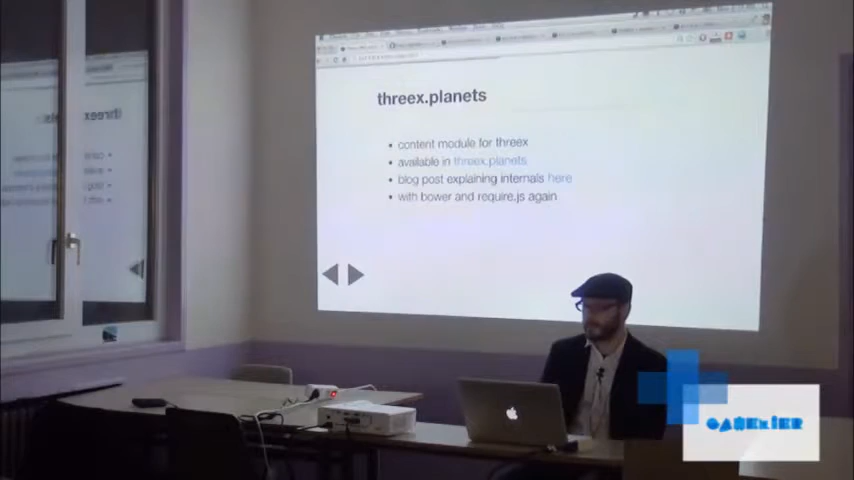 threex.planets
• content module for threex
• available in threex.planets
• blog post explaining internals here
• with bower and require.js again